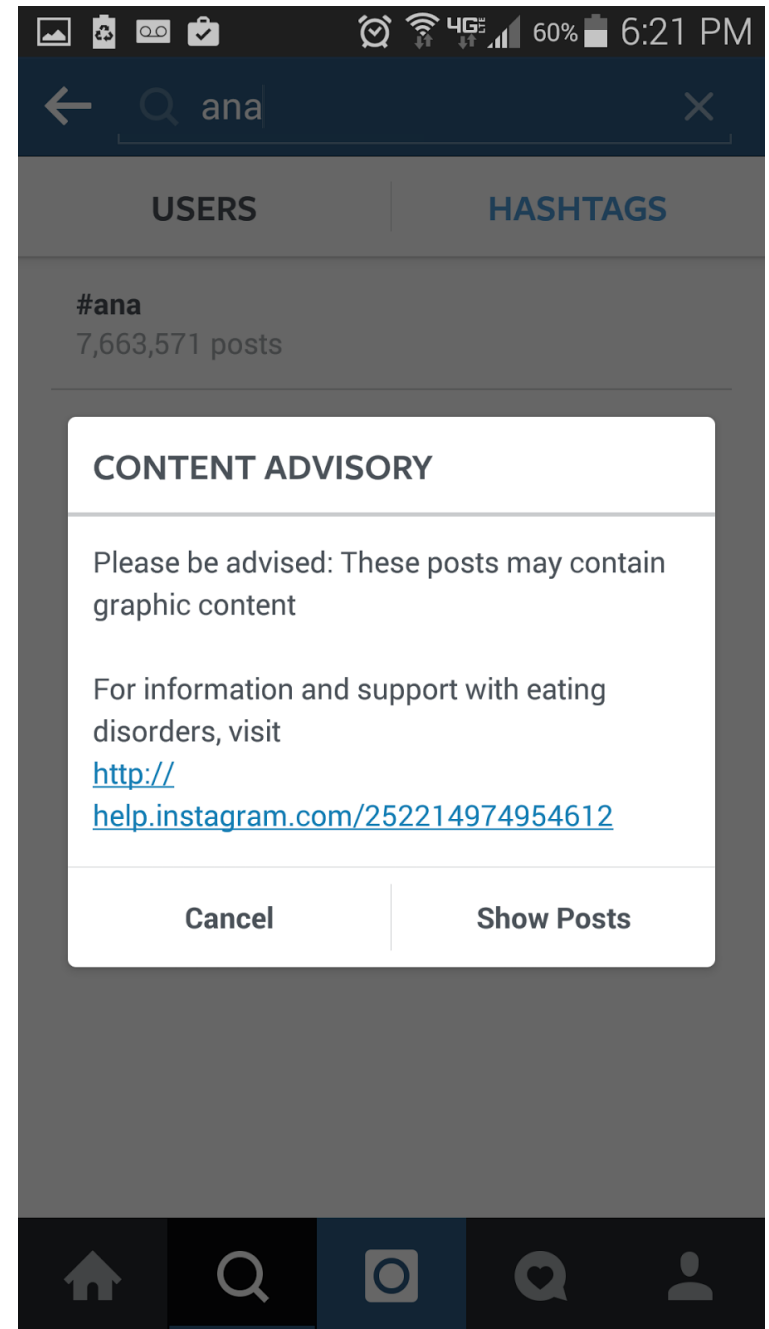 4G LTE 60% 6:21 PM
ana
USERS HASHTAGS
#ana
7,663,571 posts
CONTENT ADVISORY
Please be advised: These posts may contain
graphic content
For information and support with eating
disorders, visit
http://
help.instagram.com/252214974954612
Cancel Show Posts